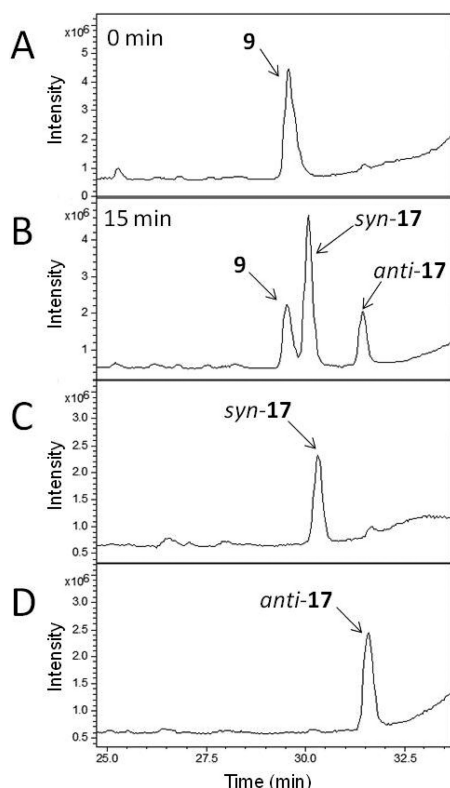 A
0 min
9
x10⁶
5
4
3
2
1
0
Intensity
B
15 min
syn-17
9
anti-17
x10⁶
4
3
2
1
Intensity
C
syn-17
x10⁶
3.0
2.5
2.0
1.5
1.0
0.5
Intensity
D
anti-17
x10⁶
3.0
2.5
2.0
1.5
1.0
0.5
Intensity
25.0 27.5 30.0 32.5
Time (min)